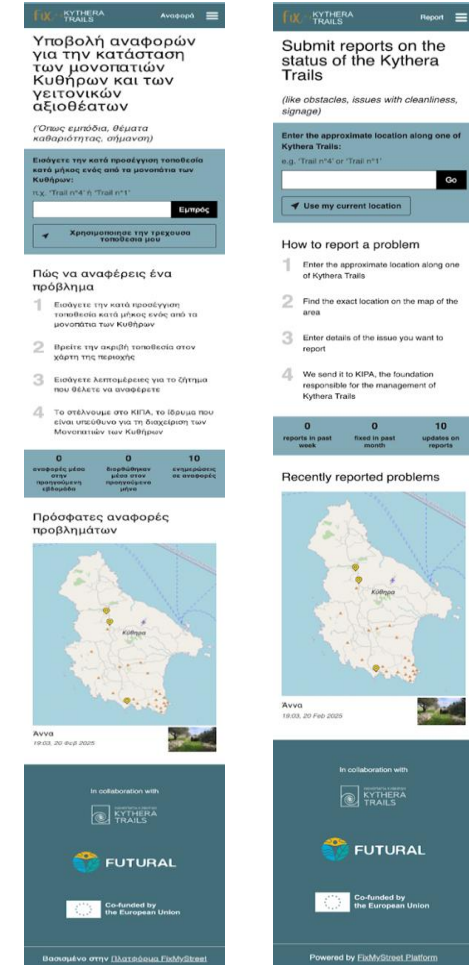 fix KYTHERA
TRAILS
Αναφορά
Υποβολή αναφορών
για την κατάσταση
των μονοπατιών
Κυθήρων και των
γειτονικών
αξιοθέατων
(Όπως εμπόδια, θέματα
καθαριότητας, σήμανση)
Εισάγετε την κατά προσέγγιση τοποθεσία
κατά μήκος ενός από τα μονοπάτια των
Κυθήρων:
π.χ. 'Trail n°4' ή 'Trail n°1'
Εμπρός
Χρησιμοποιησε την τρεχουσα
τοποθεσια μου
Πώς να αναφέρεις ένα
πρόβλημα
1 Εισάγετε την κατά προσέγγιση
τοποθεσία κατά μήκος ενός από τα
μονοπάτια των Κυθήρων
2 Βρείτε την ακριβή τοποθεσία στον
χάρτη της περιοχής
3 Εισάγετε λεπτομέρειες για το ζήτημα
που θέλετε να αναφέρετε
4 Το στέλνουμε στο ΚΙΠΑ, το ίδρυμα που
είναι υπεύθυνο για τη διαχείριση των
Μονοπατιών των Κυθήρων
0 0 10
αναφορές μέσα
στην
προηγούμενη
εβδομάδα
διορθώθηκαν
μέσα στον
προηγούμενο
μήνα
ενημερώσεις
σε αναφορές
Πρόσφατες αναφορές
προβλημάτων
Κύθηρα
Άννα
19:03, 20 Φεβ 2025
In collaboration with
KYTHERA
TRAILS
FUTURAL
Co-funded by
the European Union
Βασισμένο στην Πλατφόρμα FixMyStreet
fix KYTHERA
TRAILS
Report
Submit reports on the
status of the Kythera
Trails
(like obstacles, issues with cleanliness,
signage)
Enter the approximate location along one of
Kythera Trails:
e.g. 'Trail n°4' or 'Trail n°1'
Go
Use my current location
How to report a problem
1 Enter the approximate location along one
of Kythera Trails
2 Find the exact location on the map of the
area
3 Enter details of the issue you want to
report
4 We send it to KIPA, the foundation
responsible for the management of
Kythera Trails
0 0 10
reports in past
week
fixed in past
month
updates on
reports
Recently reported problems
Κύθηρα
Άννα
19:03, 20 Feb 2025
In collaboration with
KYTHERA
TRAILS
FUTURAL
Co-funded by
the European Union
Powered by FixMyStreet Platform